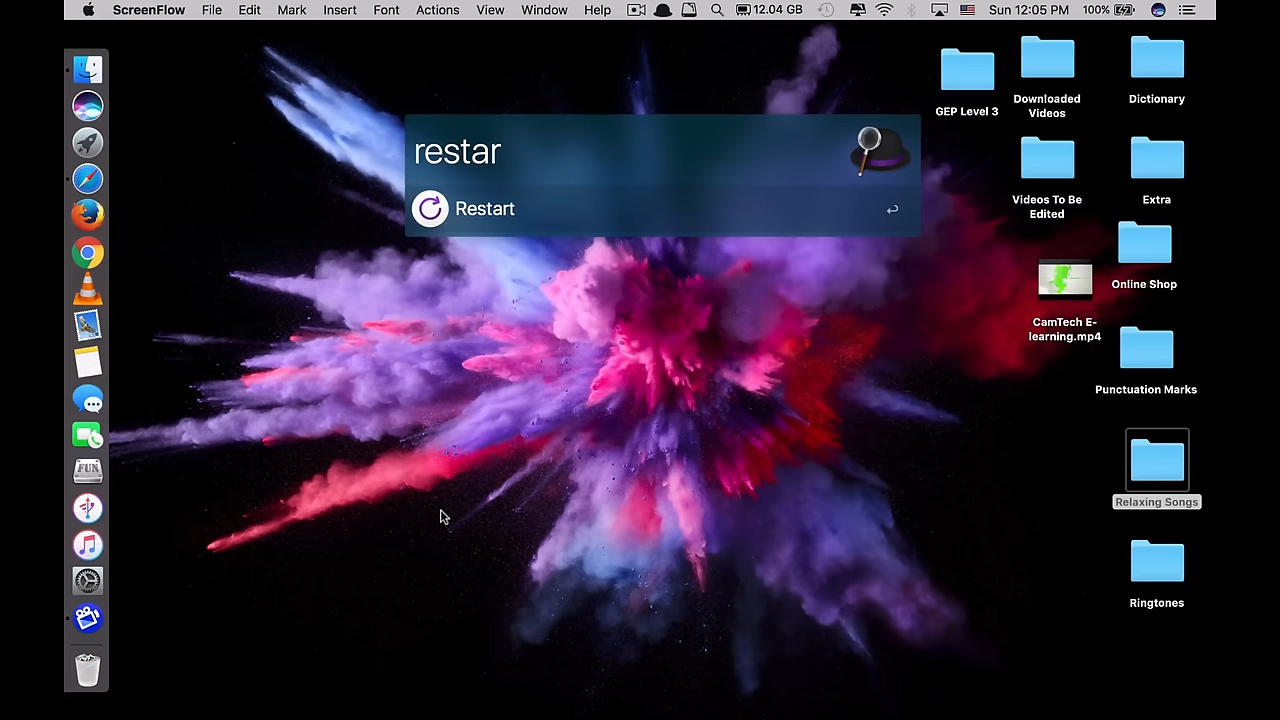 ScreenFlow File Edit Mark Insert Font Actions View Window Help 12.04 GB Sun 12:05 PM 100%
restar
Restart
GEP Level 3
Downloaded
Videos
Dictionary
Videos To Be
Edited
Extra
Online Shop
CamTech E-
learning.mp4
Punctuation Marks
Relaxing Songs
Ringtones
FUN